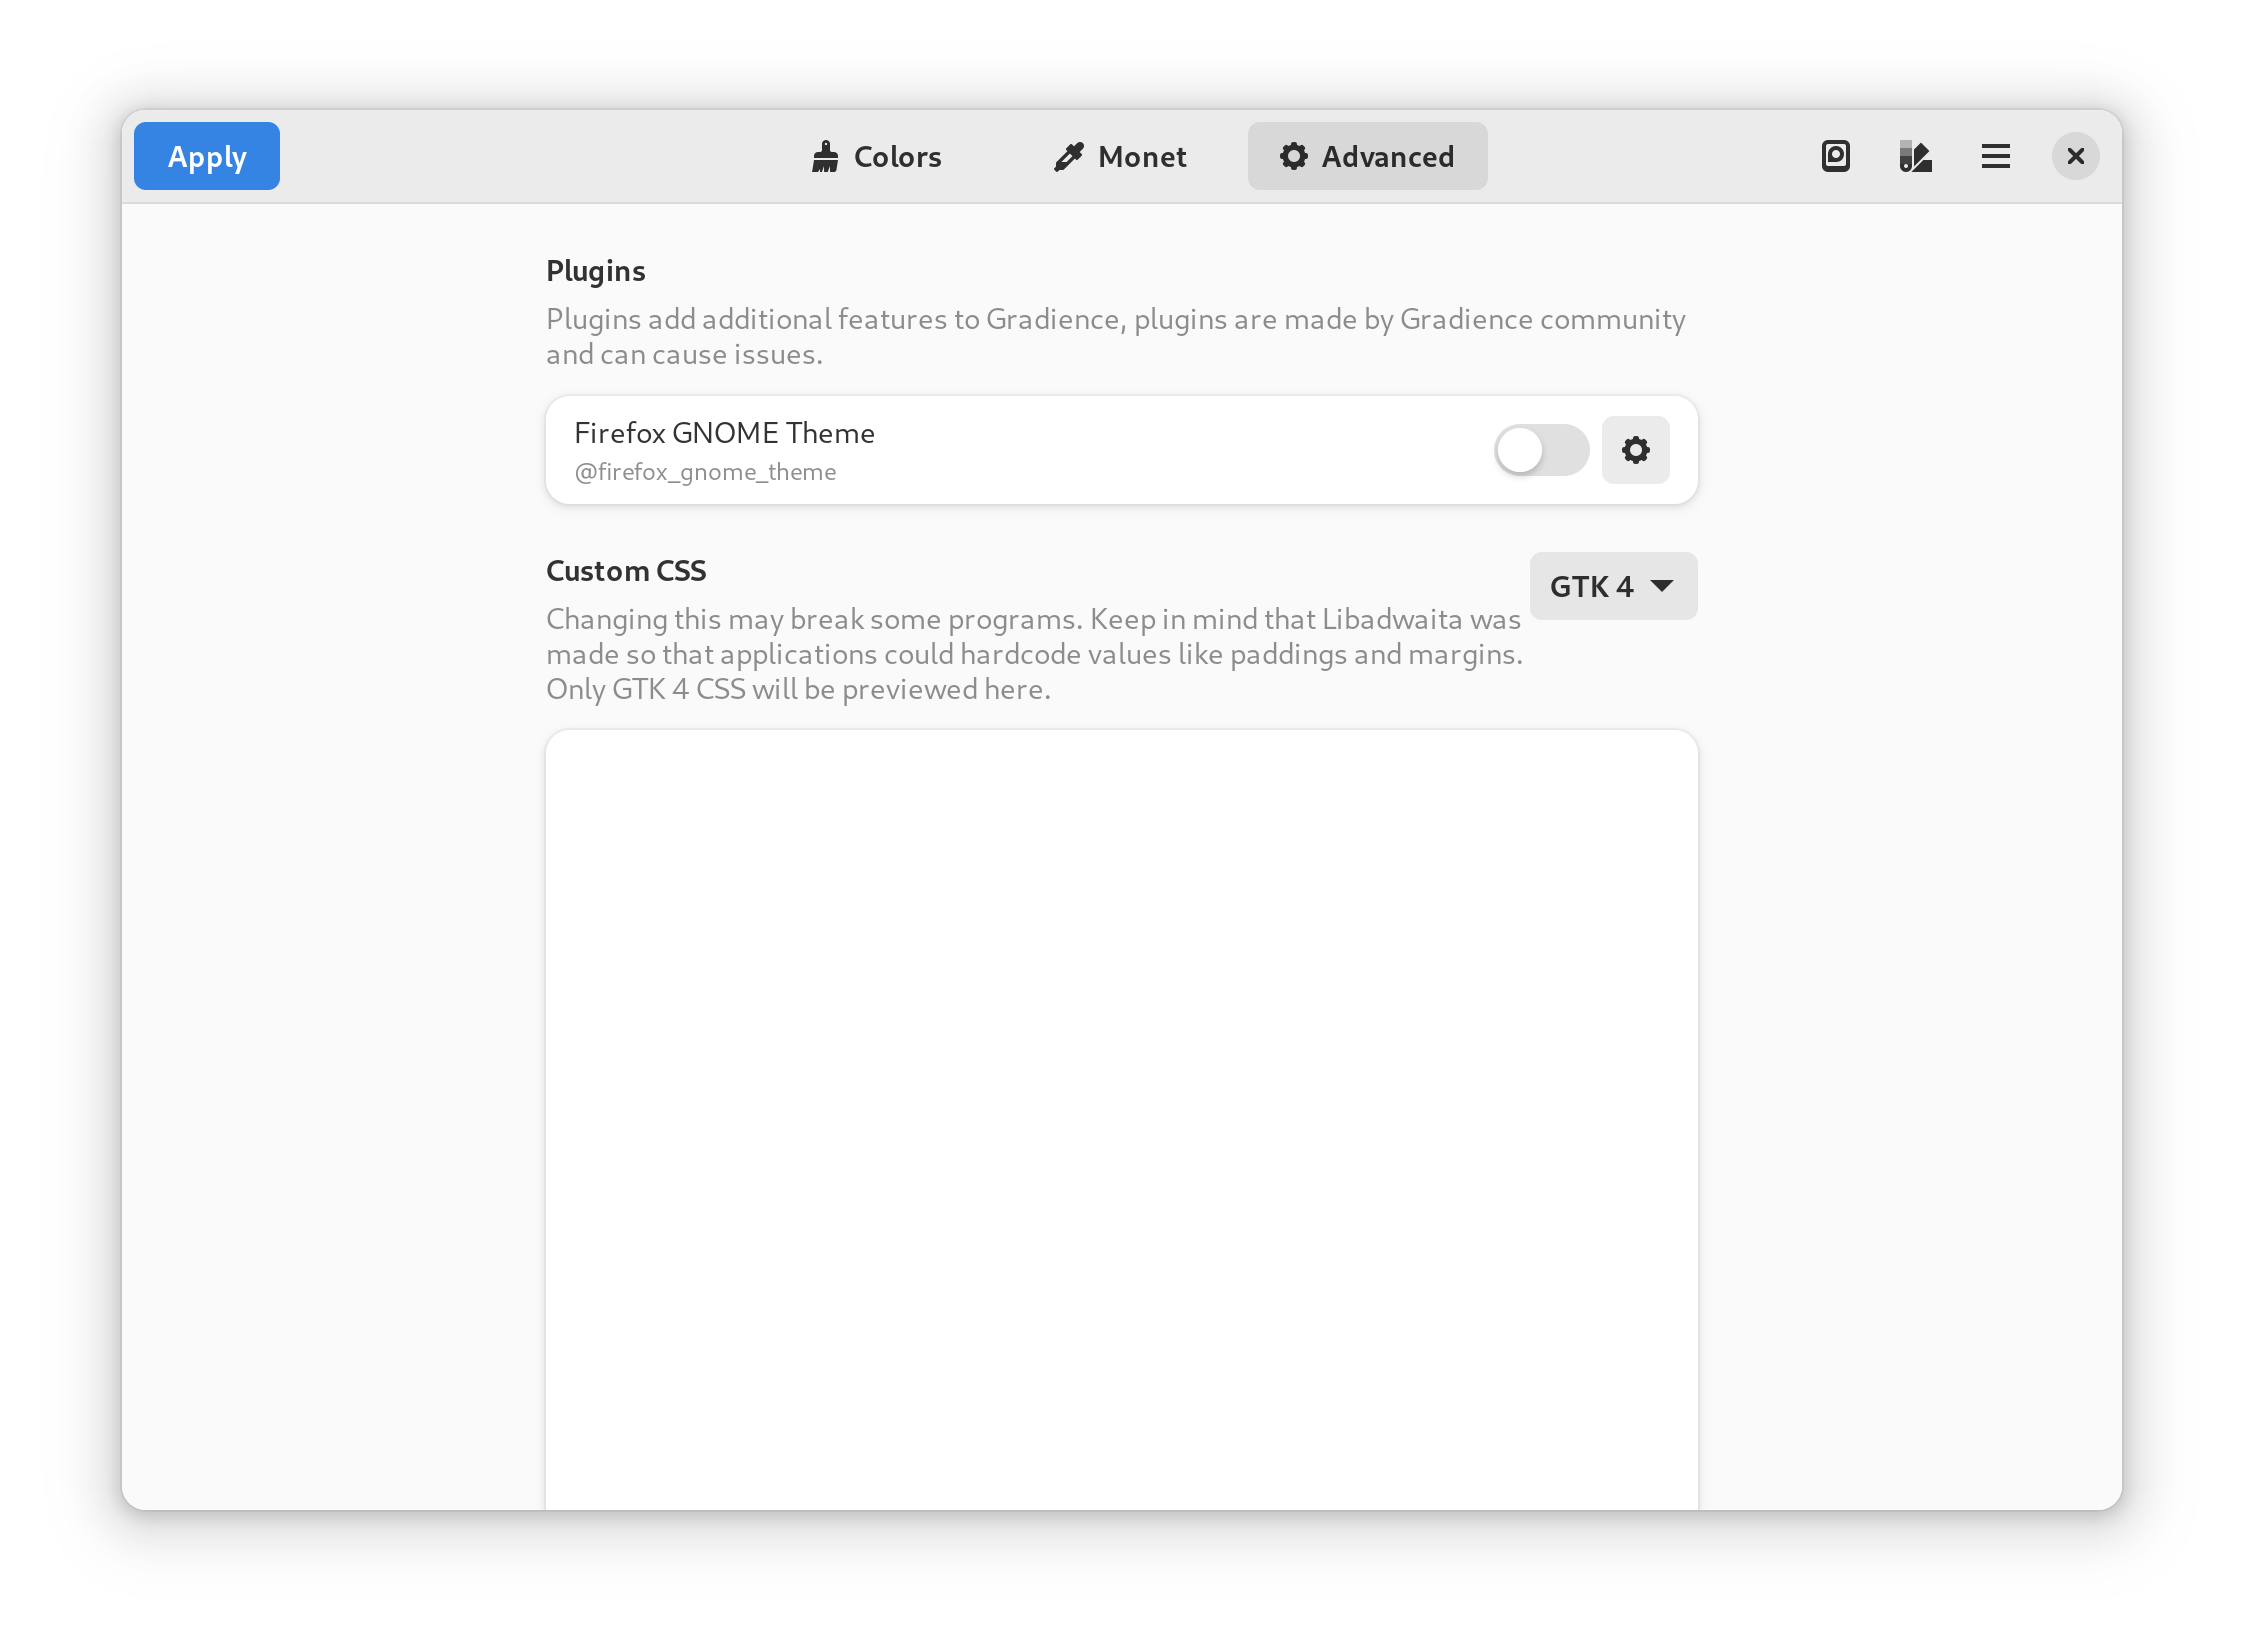 Apply
Colors
Monet
Advanced
Plugins
Plugins add additional features to Gradience, plugins are made by Gradience community
and can cause issues.
Firefox GNOME Theme
@firefox_gnome_theme
Custom CSS
GTK 4
Changing this may break some programs. Keep in mind that Libadwaita was
made so that applications could hardcode values like paddings and margins.
Only GTK 4 CSS will be previewed here.